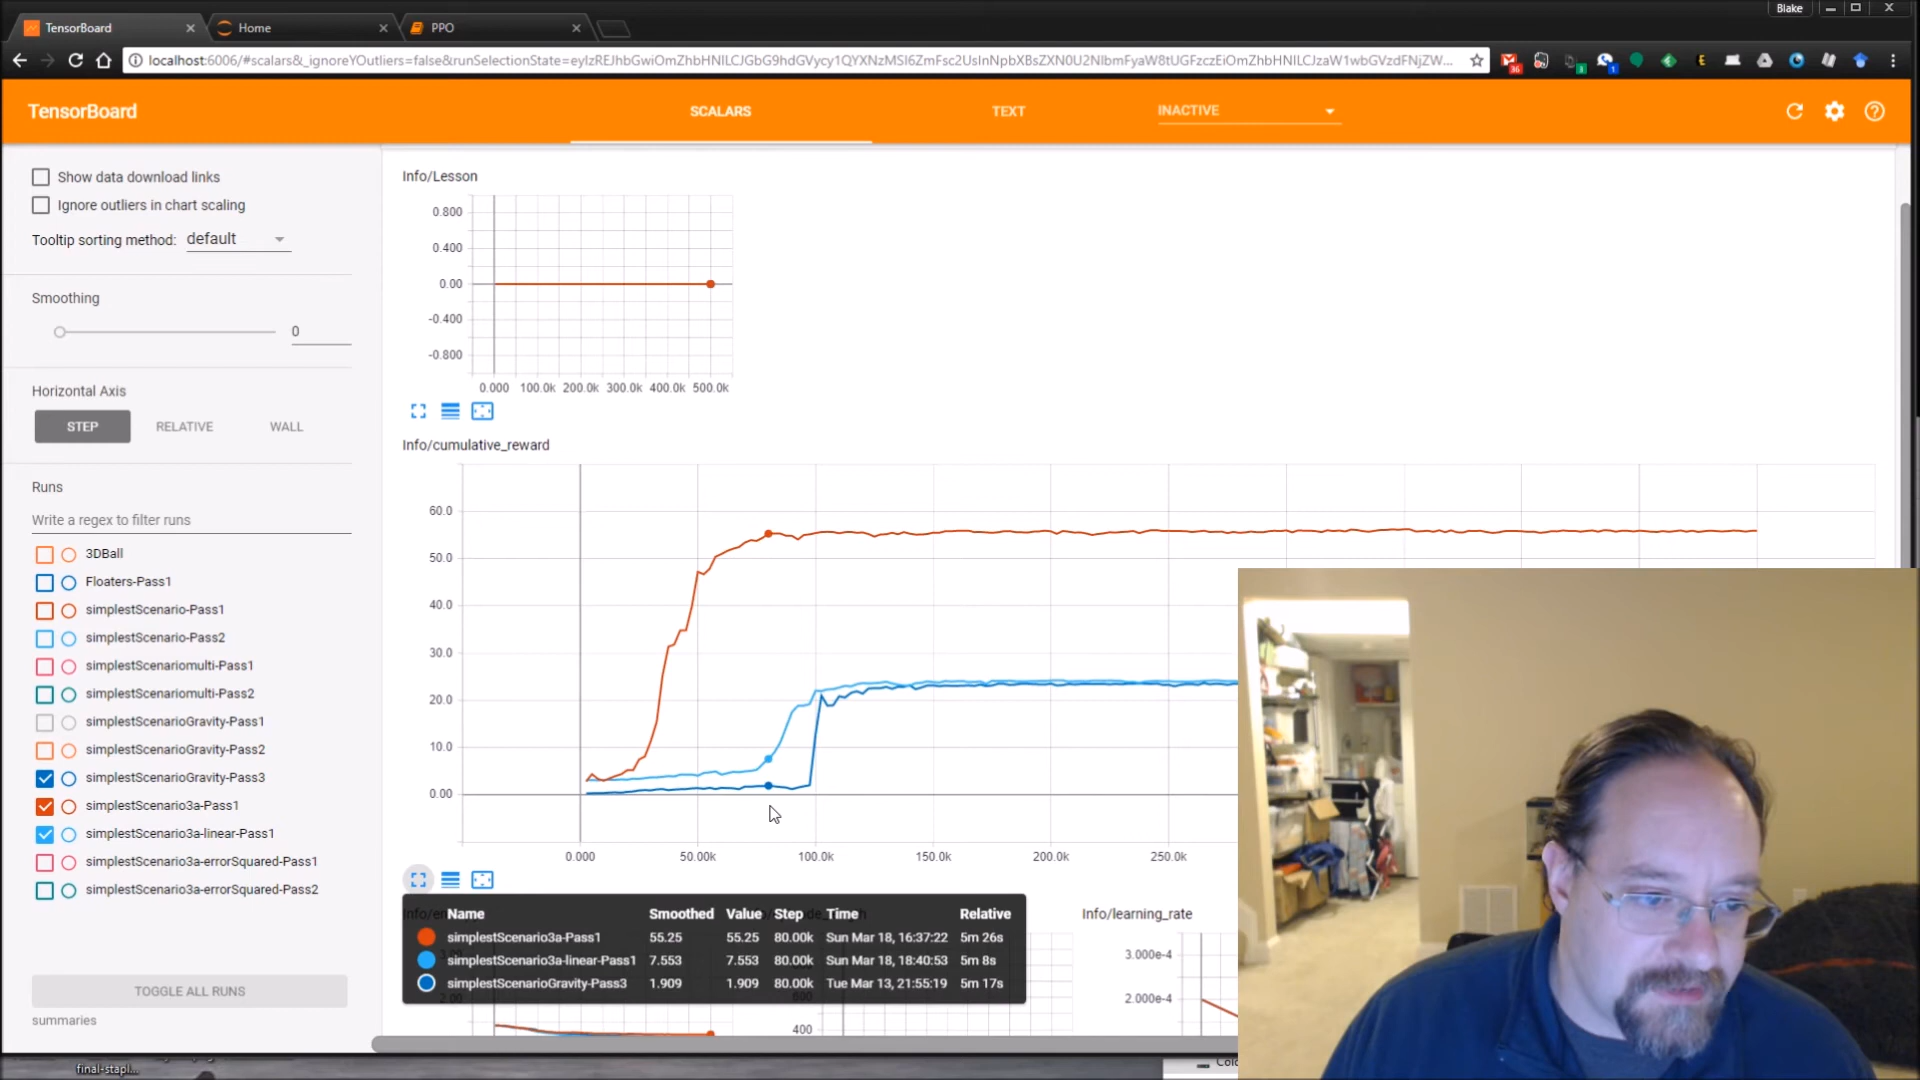 Blake
TensorBoard
Home
PPO
localhost:6006/#scalars&_ignoreYOutliers=false&runSelectionState=
TensorBoard
SCALARS
TEXT
INACTIVE
Show data download links
Ignore outliers in chart scaling
Tooltip sorting method: default
Smoothing
0
Horizontal Axis
STEP
RELATIVE
WALL
Runs
Write a regex to filter runs
3DBall
Floaters-Pass1
simplestScenario-Pass1
simplestScenario-Pass2
simplestScenariomulti-Pass1
simplestScenariomulti-Pass2
simplestScenarioGravity-Pass1
simplestScenarioGravity-Pass2
simplestScenarioGravity-Pass3
simplestScenario3a-Pass1
simplestScenario3a-linear-Pass1
simplestScenario3a-errorSquared-Pass1
simplestScenario3a-errorSquared-Pass2
TOGGLE ALL RUNS
summaries
Info/Lesson
0.800
0.400
0.00
-0.400
-0.800
0.000 100.0k 200.0k 300.0k 400.0k 500.0k
Info/cumulative_reward
60.0
50.0
40.0
30.0
20.0
10.0
0.00
0.000 50.00k 100.0k 150.0k 200.0k 250.0k
Name Smoothed Value Step Time Relative
simplestScenario3a-Pass1 55.25 55.25 80.00k Sun Mar 18, 16:37:22 5m 26s
simplestScenario3a-linear-Pass1 7.553 7.553 80.00k Sun Mar 18, 18:40:53 5m 8s
simplestScenarioGravity-Pass3 1.909 1.909 80.00k Tue Mar 13, 21:55:19 5m 17s
400
Info/learning_rate
3.000e-4
2.000e-4
final-stapl...